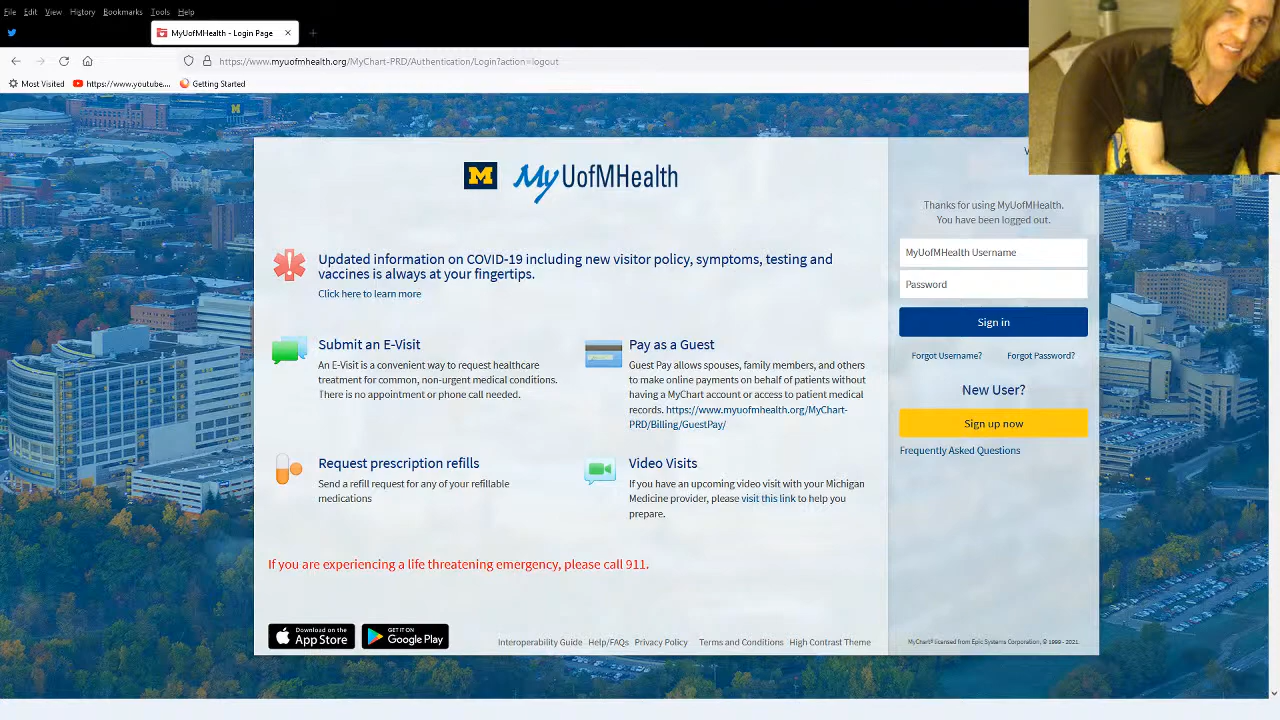 File Edit View History Bookmarks Tools Help
MyUofMHealth - Login Page
https://www.myuofmhealth.org/MyChart-PRD/Authentication/Login?action=logout
Most Visited https://www.youtube.... Getting Started
M
M My UofMHealth
Updated information on COVID-19 including new visitor policy, symptoms, testing and
vaccines is always at your fingertips.
Click here to learn more
Submit an E-Visit
An E-Visit is a convenient way to request healthcare
treatment for common, non-urgent medical conditions.
There is no appointment or phone call needed.
Pay as a Guest
Guest Pay allows spouses, family members, and others
to make online payments on behalf of patients without
having a MyChart account or access to patient medical
records. https://www.myuofmhealth.org/MyChart-
PRD/Billing/GuestPay/
Request prescription refills
Send a refill request for any of your refillable
medications
Video Visits
If you have an upcoming video visit with your Michigan
Medicine provider, please visit this link to help you
prepare.
If you are experiencing a life threatening emergency, please call 911.
Download on the
App Store
GET IT ON
Google Play
Interoperability Guide Help/FAQs Privacy Policy Terms and Conditions High Contrast Theme
Thanks for using MyUofMHealth.
You have been logged out.
MyUofMHealth Username
Password
Sign in
Forgot Username? Forgot Password?
New User?
Sign up now
Frequently Asked Questions
MyChart® licensed from Epic Systems Corporation, © 1999 - 2021.